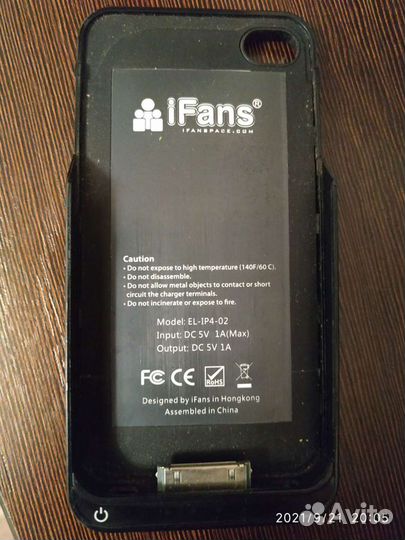 iFans®
IFANSPACE.COM
Caution
• Do not expose to high temperature (140F/60 C).
• Do not disassemble.
• Do not allow metal objects to contact or short
circuit the charger terminals.
• Do not incinerate or expose to fire.
Model: EL-IP4-02
Input: DC 5V 1A(Max)
Output: DC 5V 1A
FC CE RoHS
Designed by iFans in Hongkong
Assembled in China
2021/9/21 20:05
Avito